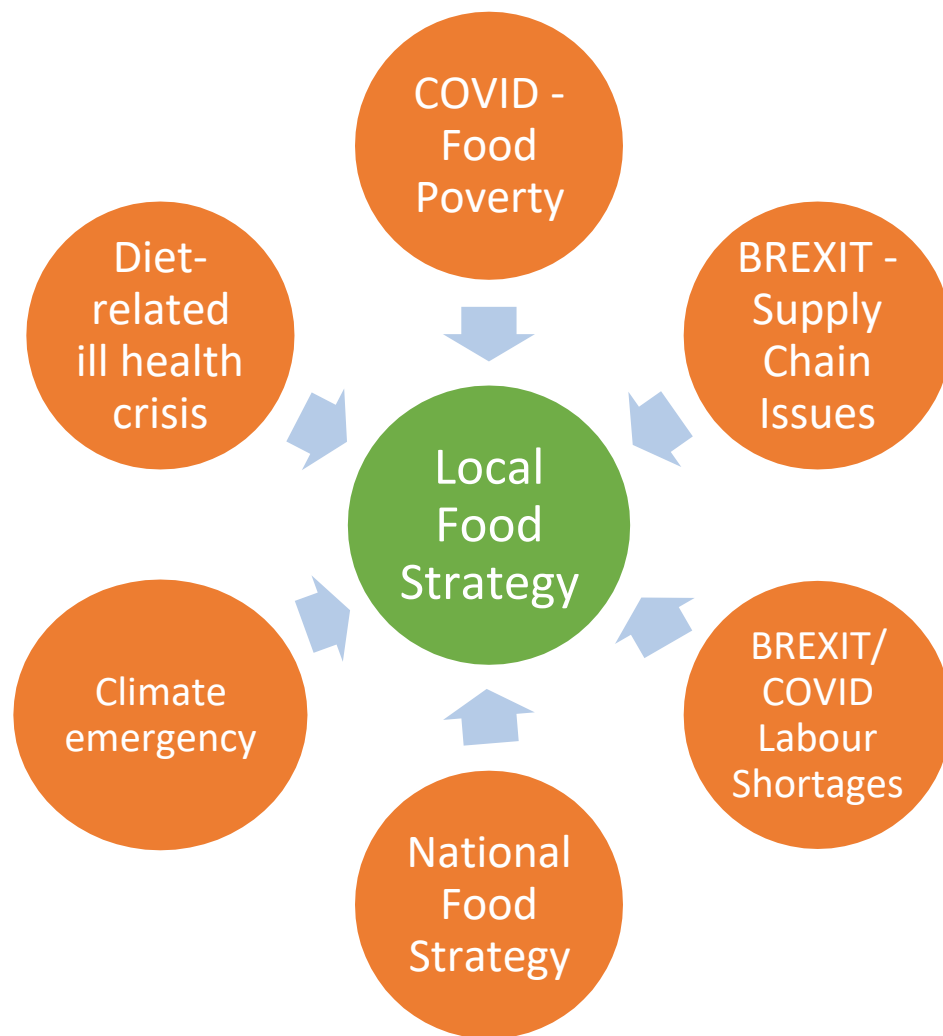 COVID -
Food
Poverty
BREXIT -
Supply
Chain
Issues
BREXIT/
COVID
Labour
Shortages
National
Food
Strategy
Climate
emergency
Diet-
related
ill health
crisis
Local
Food
Strategy